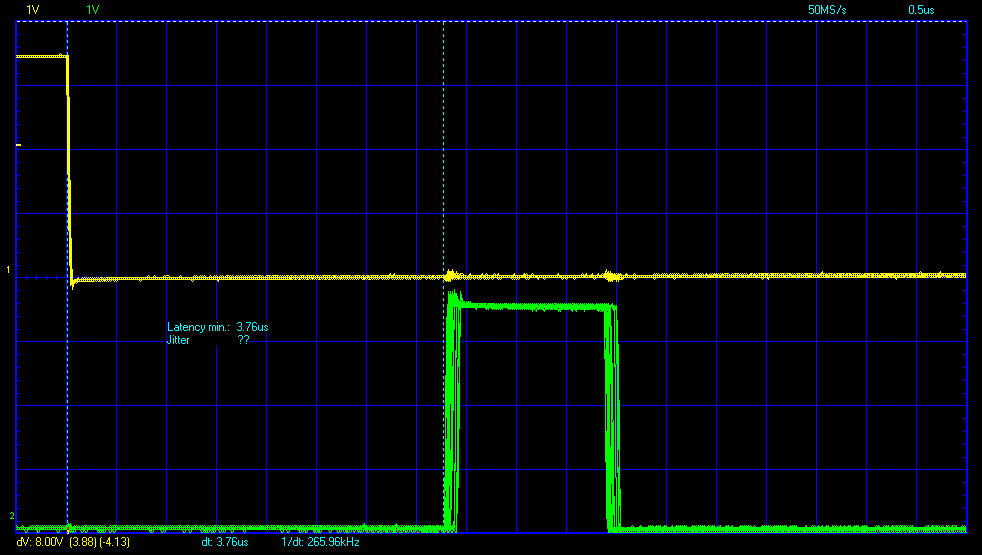 1V 1V 50MS/s 0.5us
1
Latency min.: 3.76us
Jitter ??
2
dV: 8.00V (3.88) (-4.13) dt: 3.76us 1/dt: 265.96kHz